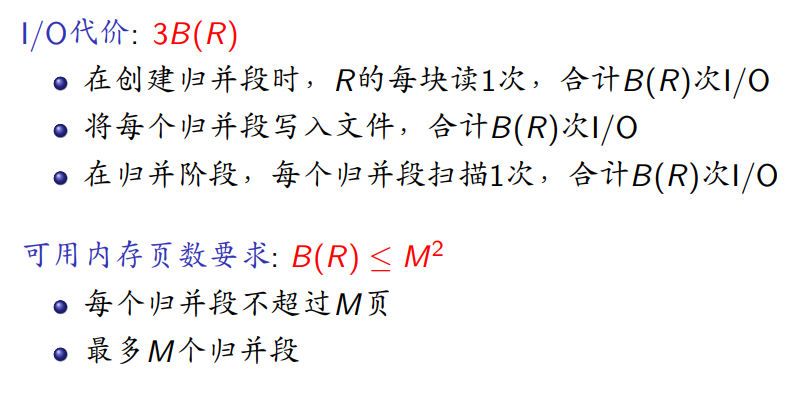 I/O代价: 3B(R)
在创建归并段时，R的每块读1次，合计B(R)次I/O
将每个归并段写入文件，合计B(R)次I/O
在归并阶段，每个归并段扫描1次，合计B(R)次I/O
可用内存页数要求: B(R) ≤ M²
每个归并段不超过M页
最多M个归并段